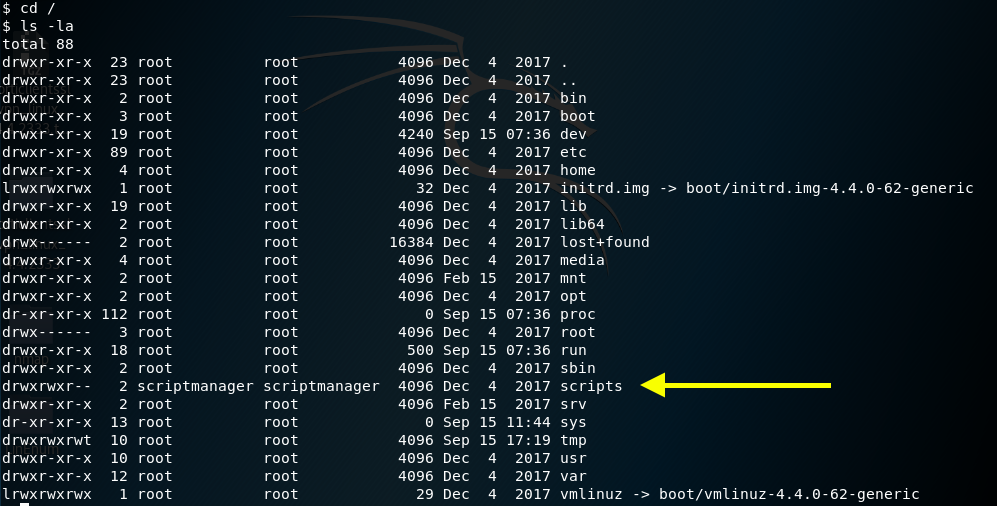 $ cd /
$ ls -la
total 88
drwxr-xr-x  23 root          root           4096 Dec  4  2017 .
drwxr-xr-x  23 root          root           4096 Dec  4  2017 ..
drwxr-xr-x   2 root          root           4096 Dec  4  2017 bin
drwxr-xr-x   3 root          root           4096 Dec  4  2017 boot
drwxr-xr-x  19 root          root           4240 Sep 15 07:36 dev
drwxr-xr-x  89 root          root           4096 Dec  4  2017 etc
drwxr-xr-x   4 root          root           4096 Dec  4  2017 home
lrwxrwxrwx   1 root          root             32 Dec  4  2017 initrd.img -> boot/initrd.img-4.4.0-62-generic
drwxr-xr-x  19 root          root           4096 Dec  4  2017 lib
drwxr-xr-x   2 root          root           4096 Dec  4  2017 lib64
drwx------   2 root          root          16384 Dec  4  2017 lost+found
drwxr-xr-x   4 root          root           4096 Dec  4  2017 media
drwxr-xr-x   2 root          root           4096 Feb 15  2017 mnt
drwxr-xr-x   2 root          root           4096 Dec  4  2017 opt
dr-xr-xr-x 112 root          root              0 Sep 15 07:36 proc
drwx------   3 root          root           4096 Dec  4  2017 root
drwxr-xr-x  18 root          root            500 Sep 15 07:36 run
drwxr-xr-x   2 root          root           4096 Dec  4  2017 sbin
drwxrwxr--   2 scriptmanager scriptmanager  4096 Dec  4  2017 scripts
drwxr-xr-x   2 root          root           4096 Feb 15  2017 srv
dr-xr-xr-x  13 root          root              0 Sep 15 11:44 sys
drwxrwxrwt  10 root          root           4096 Sep 15 17:19 tmp
drwxr-xr-x  10 root          root           4096 Dec  4  2017 usr
drwxr-xr-x  12 root          root           4096 Dec  4  2017 var
lrwxrwxrwx   1 root          root             29 Dec  4  2017 vmlinuz -> boot/vmlinuz-4.4.0-62-generic